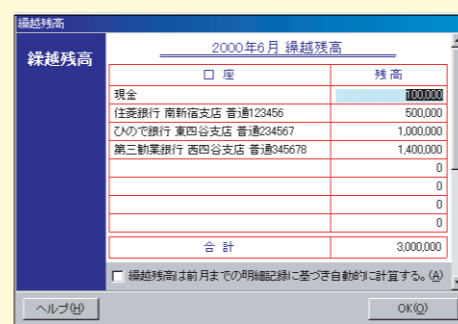 繰越残高
繰越残高
2000年6月 繰越残高
口 座 残 高
現金 100,000
住菱銀行 南新宿支店 普通123456 500,000
ひので銀行 東四谷支店 普通234567 1,000,000
第三勧業銀行 西四谷支店 普通345678 1,400,000
0
0
0
0
合 計 3,000,000
繰越残高は前月までの明細記録に基づき自動的に計算する。(A)
ヘルプ(H) OK(O)